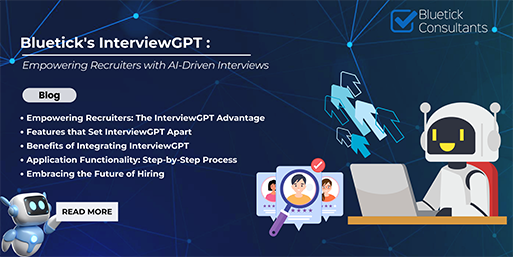 Bluetick
Consultants
Bluetick's InterviewGPT :
Empowering Recruiters with AI-Driven Interviews
Blog
• Empowering Recruiters: The InterviewGPT Advantage
• Features that Set InterviewGPT Apart
• Benefits of Integrating InterviewGPT
• Application Functionality: Step-by-Step Process
• Embracing the Future of Hiring
READ MORE